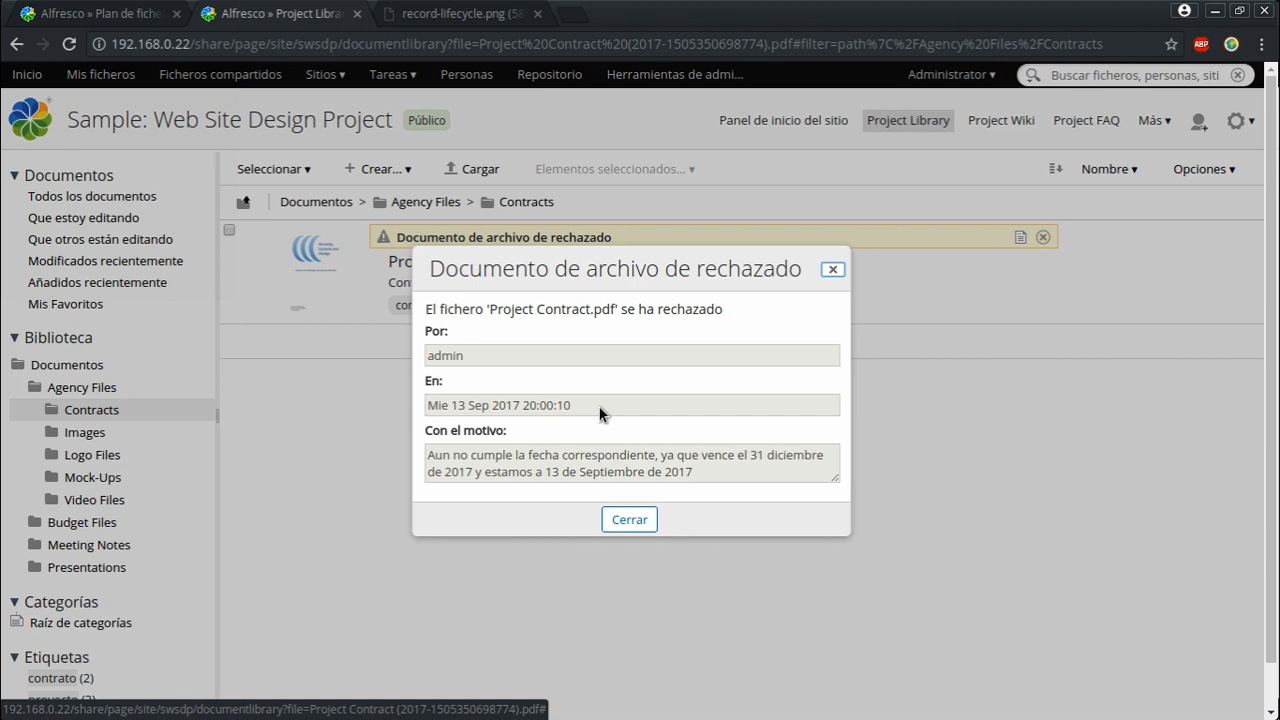 Alfresco » Plan de fiche
Alfresco » Project Libra
record-lifecycle.png (58
192.168.0.22/share/page/site/swsdp/documentlibrary?file=Project%20Contract%20(2017-1505350698774).pdf#filter=path%7C%2FAgency%20Files%2FContracts
ABP
Inicio Mis ficheros Ficheros compartidos Sitios ▾ Tareas ▾ Personas Repositorio Herramientas de admi... Administrator ▾ Buscar ficheros, personas, siti
Sample: Web Site Design Project Público
Panel de inicio del sitio Project Library Project Wiki Project FAQ Más ▾
Documentos
Todos los documentos
Que estoy editando
Que otros están editando
Modificados recientemente
Añadidos recientemente
Mis Favoritos
Biblioteca
Documentos
Agency Files
Contracts
Images
Logo Files
Mock-Ups
Video Files
Budget Files
Meeting Notes
Presentations
Categorías
Raíz de categorías
Etiquetas
contrato (2)
Seleccionar ▾ Crear... ▾ Cargar Elementos seleccionados... ▾ Nombre ▾ Opciones ▾
Documentos > Agency Files > Contracts
Documento de archivo de rechazado
Pro
Con
cor
Documento de archivo de rechazado
El fichero 'Project Contract.pdf' se ha rechazado
Por:
admin
En:
Mie 13 Sep 2017 20:00:10
Con el motivo:
Aun no cumple la fecha correspondiente, ya que vence el 31 diciembre
de 2017 y estamos a 13 de Septiembre de 2017
Cerrar
192.168.0.22/share/page/site/swsdp/documentlibrary?file=Project Contract (2017-1505350698774).pdf#